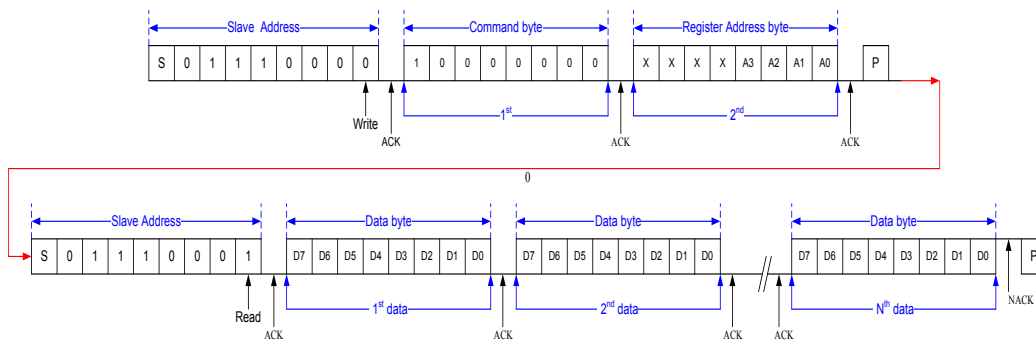 Slave Address Command byte Register Address byte
S 0 1 1 1 0 0 0 0 1 0 0 0 0 0 0 0 X X X X A3 A2 A1 A0 P
1st 2nd
Write ACK ACK ACK
0
Slave Address Data byte Data byte Data byte
S 0 1 1 1 0 0 0 1 D7 D6 D5 D4 D3 D2 D1 D0 D7 D6 D5 D4 D3 D2 D1 D0 D7 D6 D5 D4 D3 D2 D1 D0 P
1st data 2nd data Nth data NACK
Read ACK ACK ACK ACK